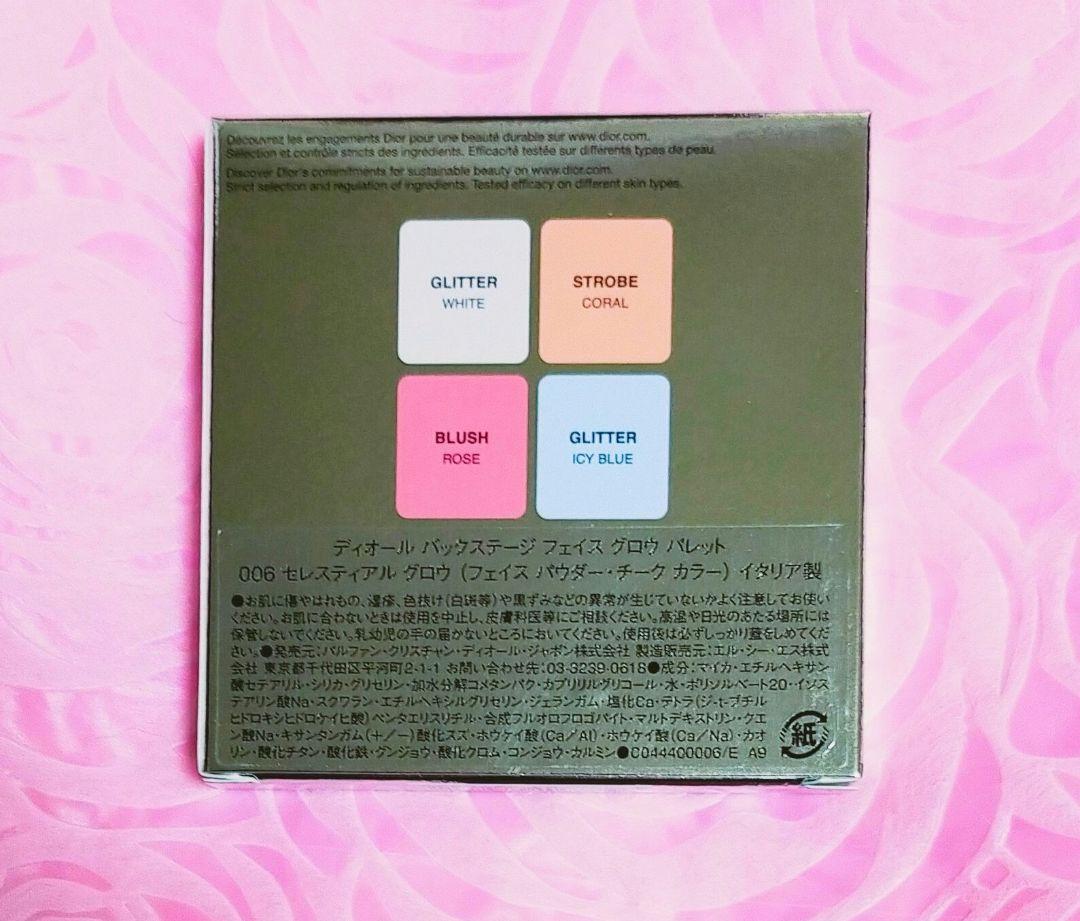 Découvrez les engagements Dior pour une beauté durable sur www.dior.com.
Sélection et contrôle stricts des ingrédients. Efficacité testée sur différents types de peau.
Discover Dior's commitments for sustainable beauty on www.dior.com.
Strict selection and regulation of ingredients. Tested efficacy on different skin types.
GLITTER
WHITE
STROBE
CORAL
BLUSH
ROSE
GLITTER
ICY BLUE
ディオール バックステージ フェイス グロウ パレット
006 セレスティアル グロウ (フェイス パウダー・チーク カラー) イタリア製
●お肌に傷やはれもの、湿疹、色抜け(白斑等)や黒ずみなどの異常が生じていないかよく注意してお使い
ください。お肌に合わないときは使用を中止し、皮膚科医等にご相談ください。高温や日光のあたる場所には
保管しないでください。乳幼児の手の届かないところにおいてください。使用後は必ずしっかり蓋をしめてくだ
さい。●発売元:パルファン・クリスチャン・ディオール・ジャポン株式会社 製造販売元:エル・シー・エス株式
会社 東京都千代田区平河町2-1-1 お問い合わせ先:03-3239-0618●成分:マイカ・エチルヘキサン
酸セテアリル・シリカ・グリセリン・加水分解コメタンパク・カプリリルグリコール・水・ポリソルベート20・イソス
テアリン酸Na・スクワラン・エチルヘキシルグリセリン・ジェランガム・塩化Ca・テトラ(ジ-t-ブチル
ヒドロキシヒドロケイヒ酸)ペンタエリスリチル・合成フルオロフロゴパイト・マルトデキストリン・クエ
ン酸Na・キサンタンガム(+/-)酸化スズ・ホウケイ酸(Ca/Al)・ホウケイ酸(Ca/Na)・カオ
リン・酸化チタン・酸化鉄・グンジョウ・酸化クロム・コンジョウ・カルミン●C044400006/E A9
紙